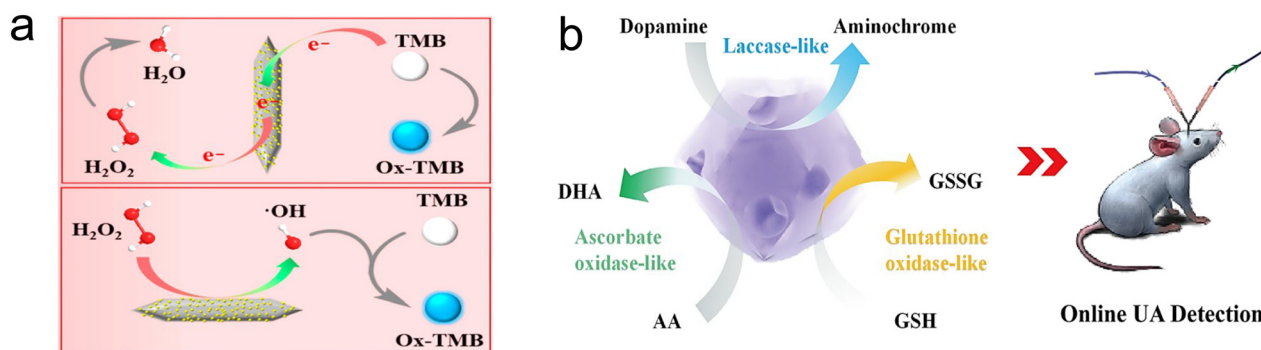 a
e⁻
TMB
H₂O
e⁻
H₂O₂
e⁻
Ox-TMB
H₂O₂
·OH
TMB
Ox-TMB
b
Dopamine
Aminochrome
Laccase-like
DHA
GSSG
Ascorbate
oxidase-like
Glutathione
oxidase-like
AA
GSH
Online UA Detection